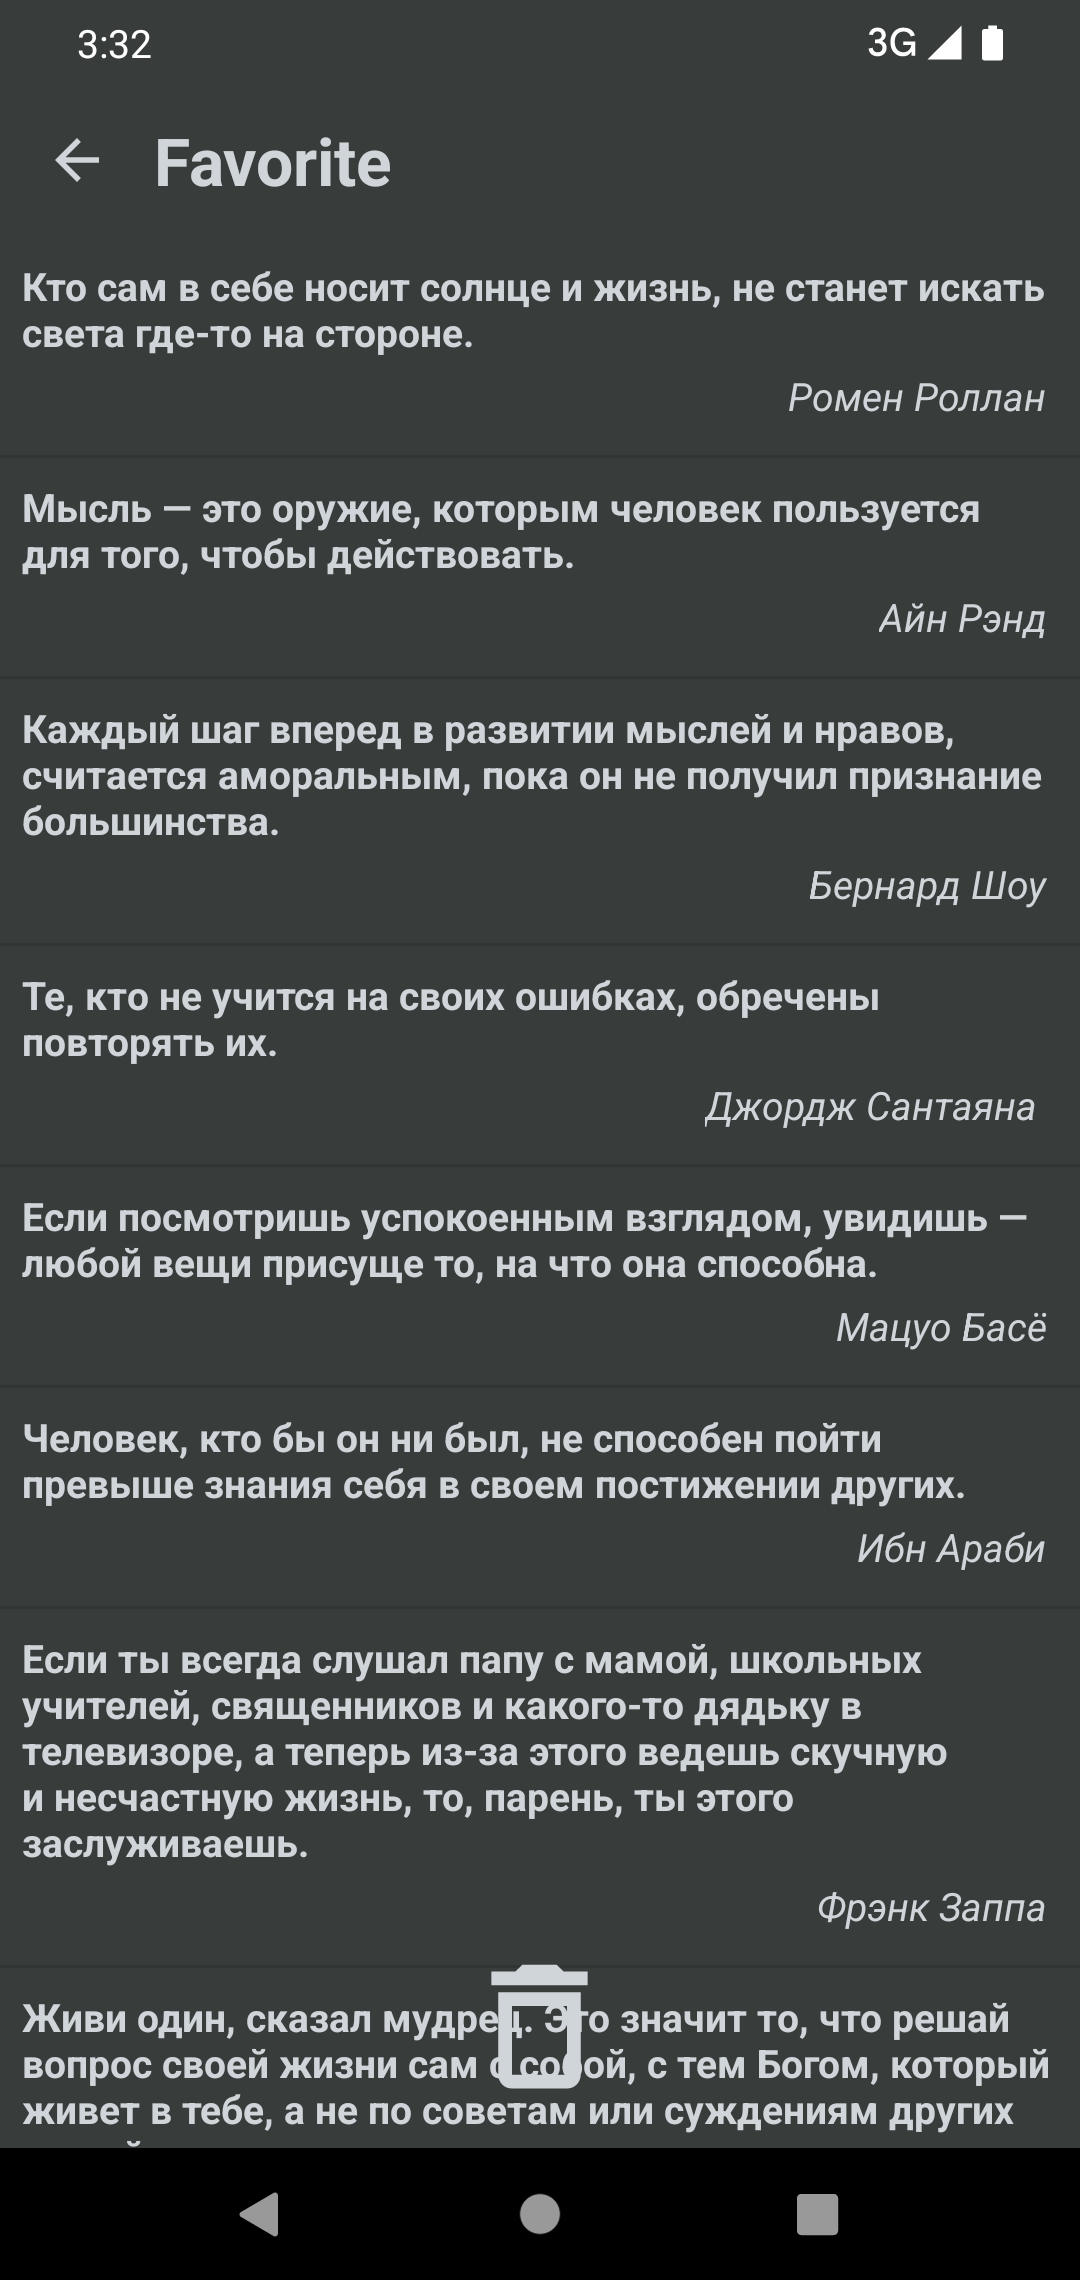 3:32
3G
Favorite
Кто сам в себе носит солнце и жизнь, не станет искать
света где-то на стороне.
Ромен Роллан
Мысль — это оружие, которым человек пользуется
для того, чтобы действовать.
Айн Рэнд
Каждый шаг вперед в развитии мыслей и нравов,
считается аморальным, пока он не получил признание
большинства.
Бернард Шоу
Те, кто не учится на своих ошибках, обречены
повторять их.
Джордж Сантаяна
Если посмотришь успокоенным взглядом, увидишь —
любой вещи присуще то, на что она способна.
Мацуо Басё
Человек, кто бы он ни был, не способен пойти
превыше знания себя в своем постижении других.
Ибн Араби
Если ты всегда слушал папу с мамой, школьных
учителей, священников и какого-то дядьку в
телевизоре, а теперь из-за этого ведешь скучную
и несчастную жизнь, то, парень, ты этого
заслуживаешь.
Фрэнк Заппа
Живи один, сказал мудрец. Это значит то, что решай
вопрос своей жизни сам с собой, с тем Богом, который
живет в тебе, а не по советам или суждениям других